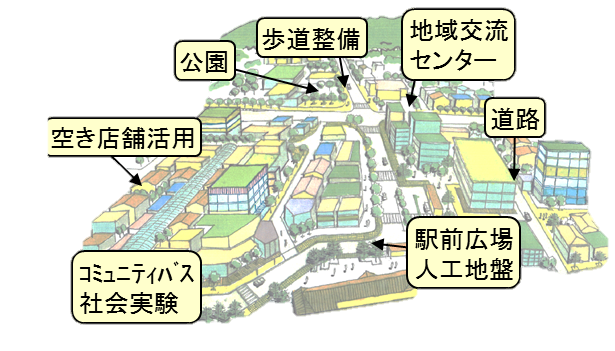 歩道整備
地域交流
センター
公園
道路
空き店舗活用
駅前広場
人工地盤
ｺﾐｭﾆﾃｨﾊﾞｽ
社会実験